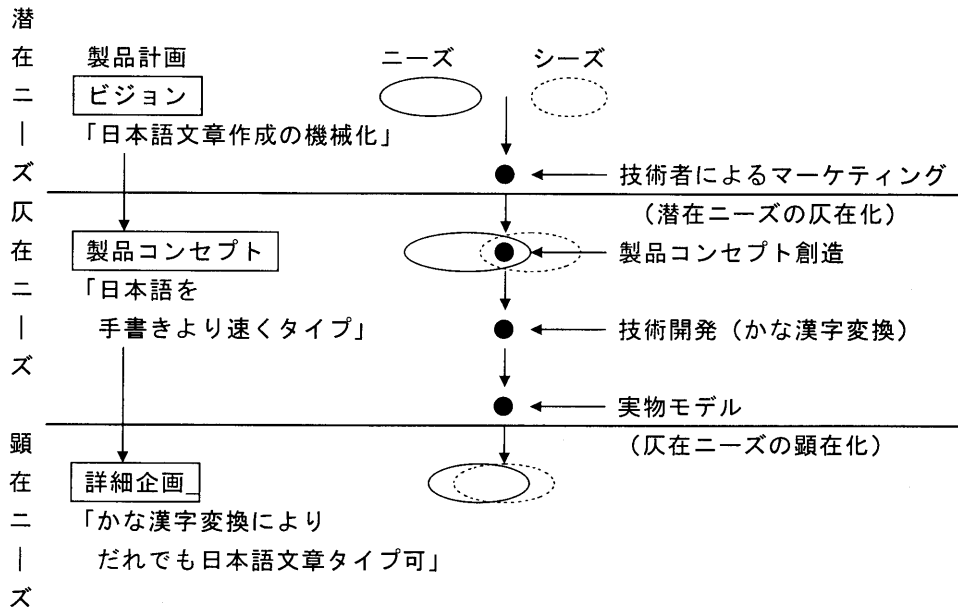 潜在ニーズ
製品計画
ニーズ
シーズ
ビジョン
「日本語文章作成の機械化」
技術者によるマーケティング
(潜在ニーズの仄在化)
仄在ニーズ
製品コンセプト
製品コンセプト創造
「日本語を
手書きより速くタイプ」
技術開発(かな漢字変換)
実物モデル
(仄在ニーズの顕在化)
顕在ニーズ
詳細企画_
「かな漢字変換により
だれでも日本語文章タイプ可」